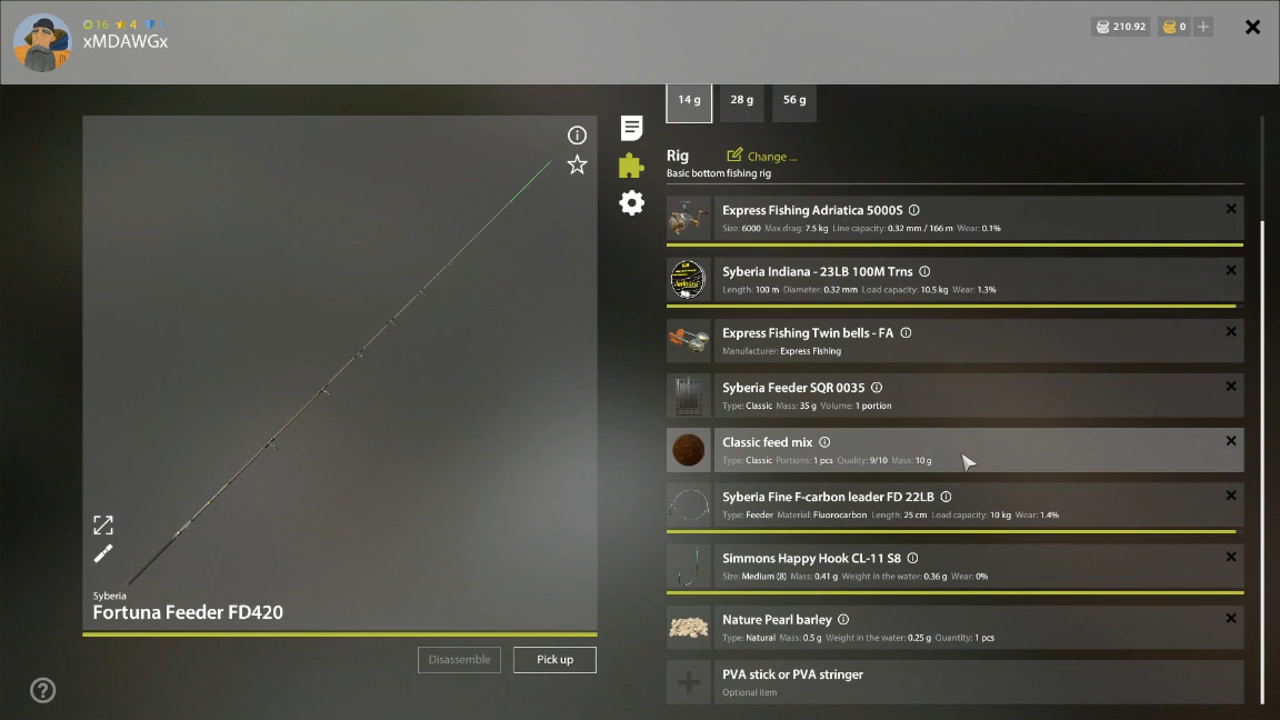 16 4 1
xMDAWGx
210.92 0 +
14 g 28 g 56 g
Rig Change ...
Basic bottom fishing rig
Express Fishing Adriatica 5000S
Size: 6000 Max drag: 7.5 kg Line capacity: 0.32 mm / 166 m Wear: 0.1%
Syberia Indiana - 23LB 100M Trns
Length: 100 m Diameter: 0.32 mm Load capacity: 10.5 kg Wear: 1.3%
Express Fishing Twin bells - FA
Manufacturer: Express Fishing
Syberia Feeder SQR 0035
Type: Classic Mass: 35 g Volume: 1 portion
Classic feed mix
Type: Classic Portions: 1 pcs Quality: 9/10 Mass: 10 g
Syberia Fine F-carbon leader FD 22LB
Type: Feeder Material: Fluorocarbon Length: 25 cm Load capacity: 10 kg Wear: 1.4%
Simmons Happy Hook CL-11 S8
Size: Medium (8) Mass: 0.41 g Weight in the water: 0.36 g Wear: 0%
Nature Pearl barley
Type: Natural Mass: 0.5 g Weight in the water: 0.25 g Quantity: 1 pcs
PVA stick or PVA stringer
Optional item
Syberia
Fortuna Feeder FD420
Disassemble Pick up